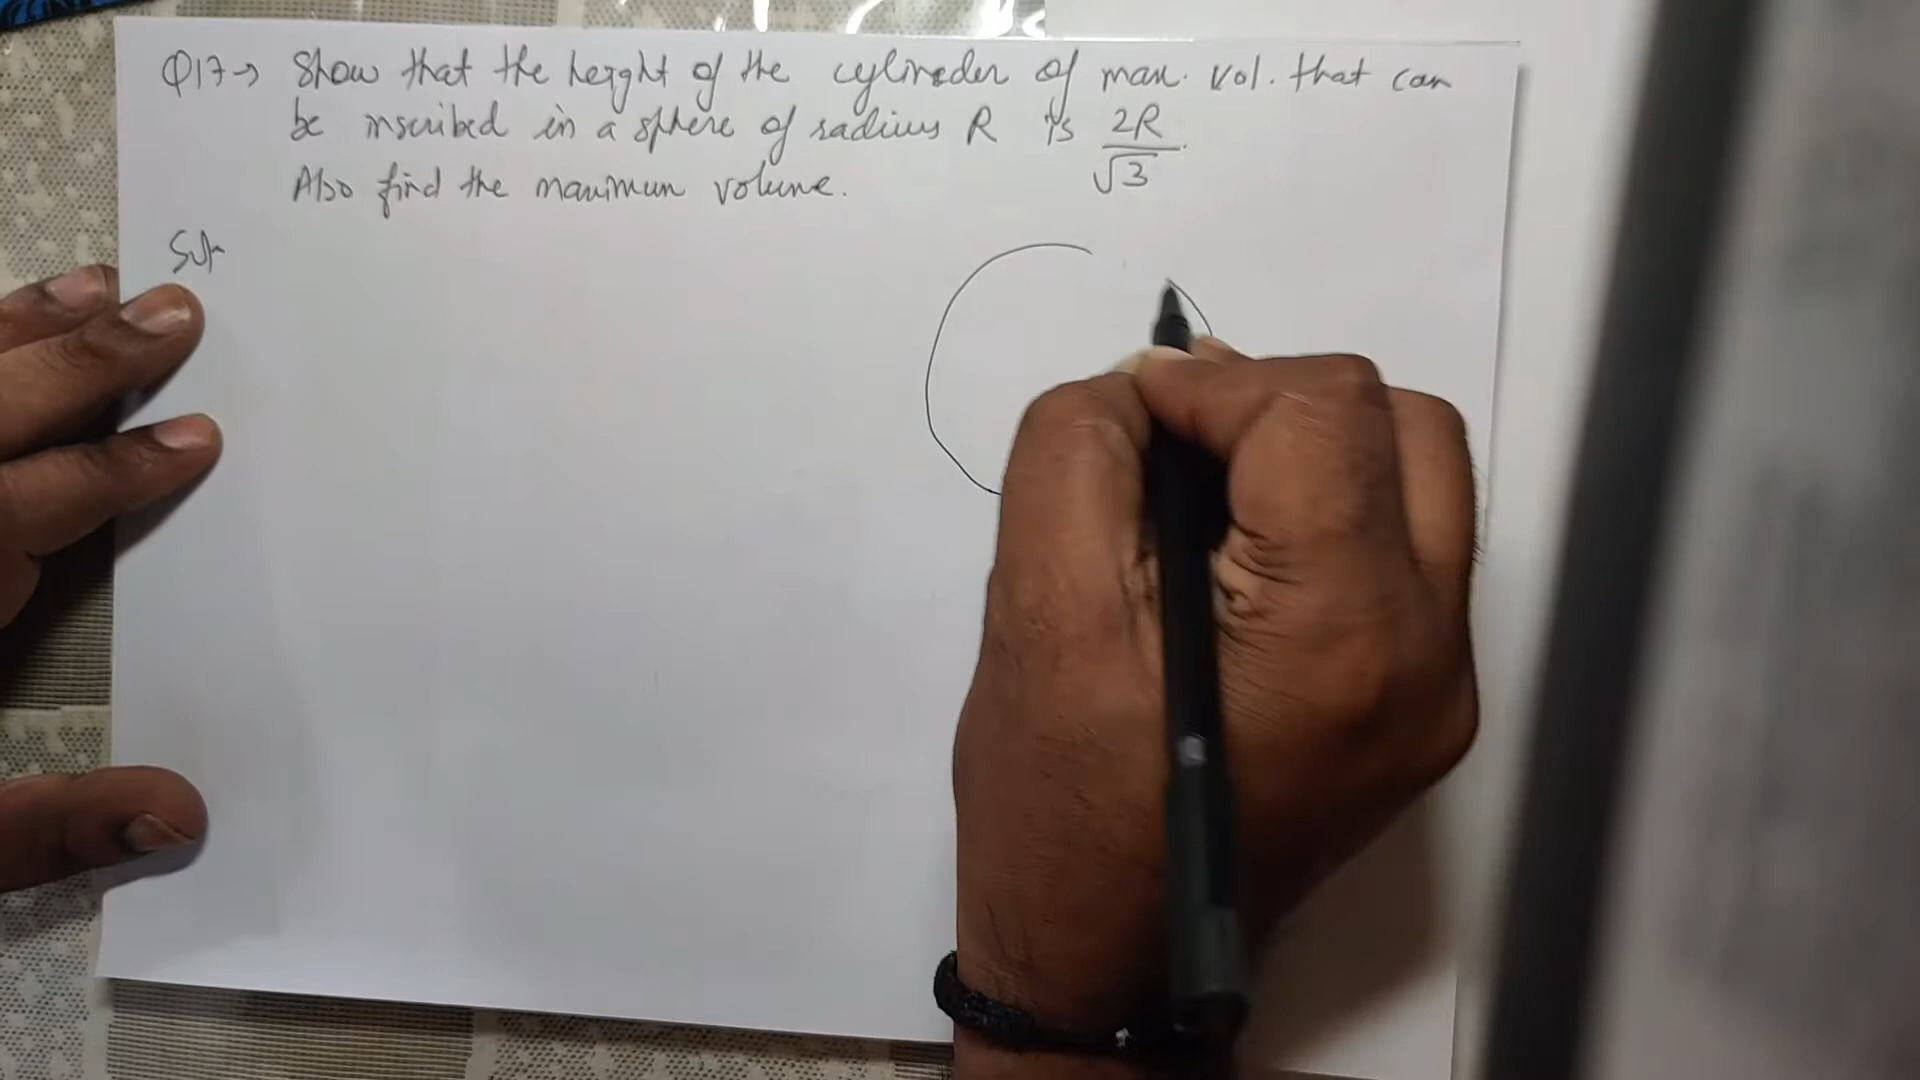 Q17→ Show that the height of the cylinder of max. vol. that can
be inscribed in a sphere of radius R is 2R/√3.
Also find the maximum volume.
Sol